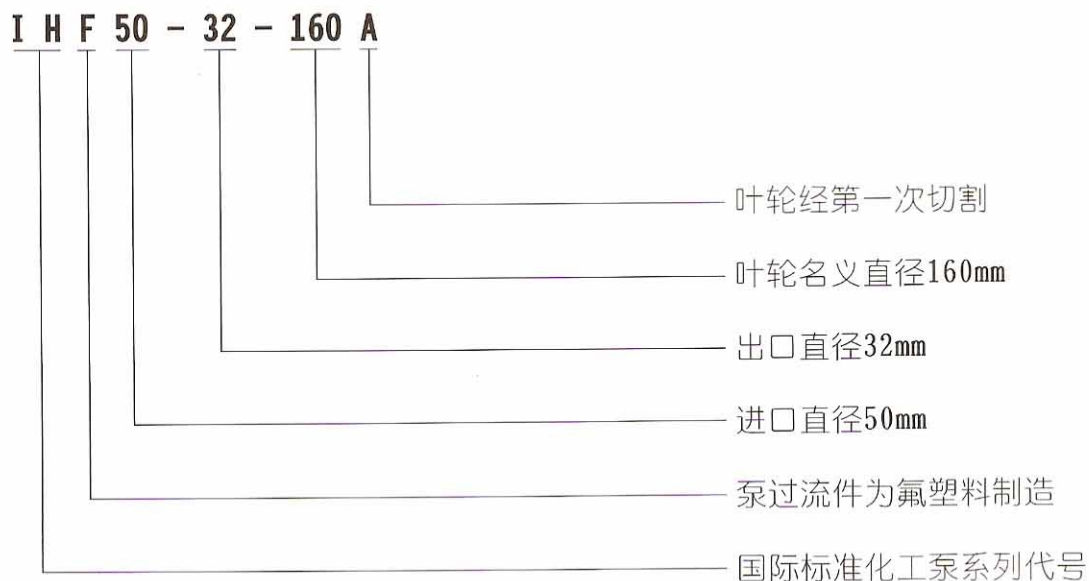 I H F 50 - 32 - 160 A
叶轮经第一次切割
叶轮名义直径160mm
出口直径32mm
进口直径50mm
泵过流件为氟塑料制造
国际标准化工泵系列代号